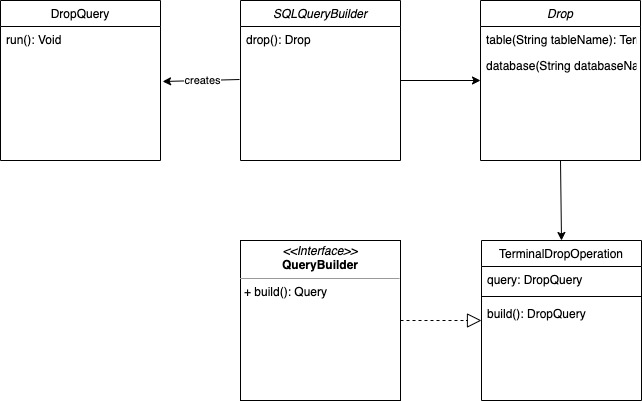 DropQuery
run(): Void
SQLQueryBuilder
drop(): Drop
Drop
table(String tableName): Ter
database(String databaseNa
creates
<<Interface>>
QueryBuilder
+ build(): Query
TerminalDropOperation
query: DropQuery
build(): DropQuery